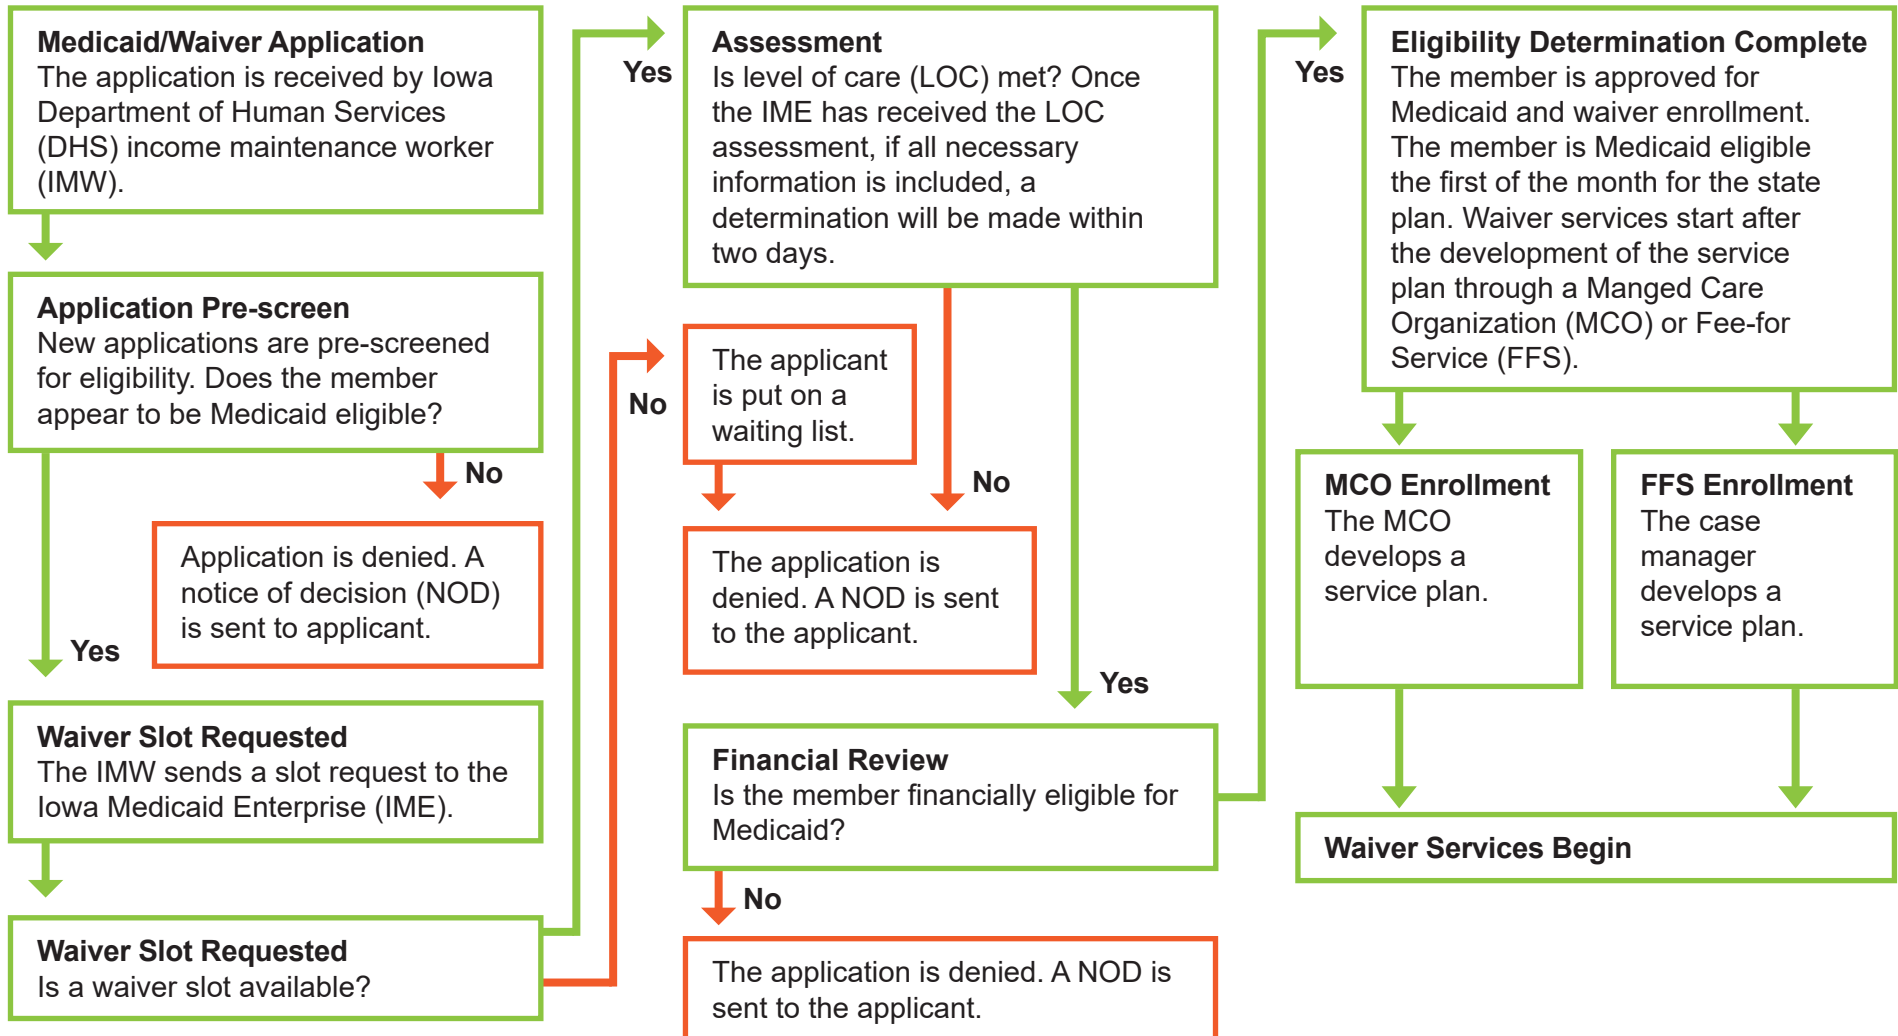 Medicaid/Waiver Application
The application is received by Iowa
Department of Human Services
(DHS) income maintenance worker
(IMW).
Application Pre-screen
New applications are pre-screened
for eligibility. Does the member
appear to be Medicaid eligible?
No
Application is denied. A
notice of decision (NOD)
is sent to applicant.
Yes
Waiver Slot Requested
The IMW sends a slot request to the
Iowa Medicaid Enterprise (IME).
Waiver Slot Requested
Is a waiver slot available?
Yes
Assessment
Is level of care (LOC) met? Once
the IME has received the LOC
assessment, if all necessary
information is included, a
determination will be made within
two days.
No
The applicant
is put on a
waiting list.
No
The application is
denied. A NOD is sent
to the applicant.
Yes
Financial Review
Is the member financially eligible for
Medicaid?
No
The application is denied. A NOD is
sent to the applicant.
Yes
Eligibility Determination Complete
The member is approved for
Medicaid and waiver enrollment.
The member is Medicaid eligible
the first of the month for the state
plan. Waiver services start after
the development of the service
plan through a Manged Care
Organization (MCO) or Fee-for
Service (FFS).
MCO Enrollment
The MCO
develops a
service plan.
FFS Enrollment
The case
manager
develops a
service plan.
Waiver Services Begin